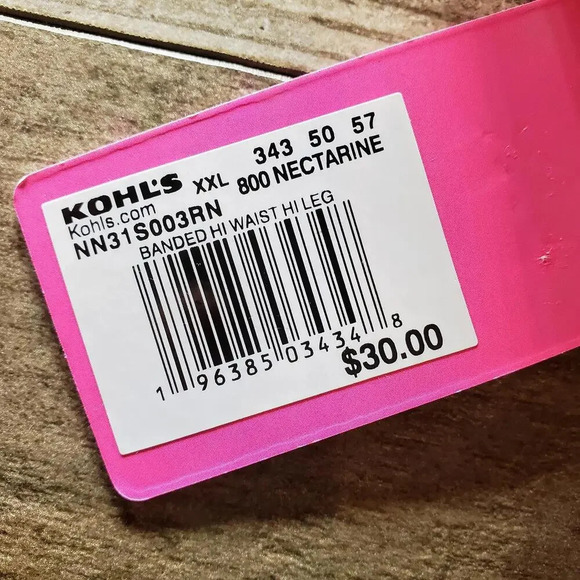 KOHL'S XXL 343 50 57
Kohls.com 800 NECTARINE
NN31S003RN
BANDED HI WAIST HI LEG
1 96385 03434 8
$30.00